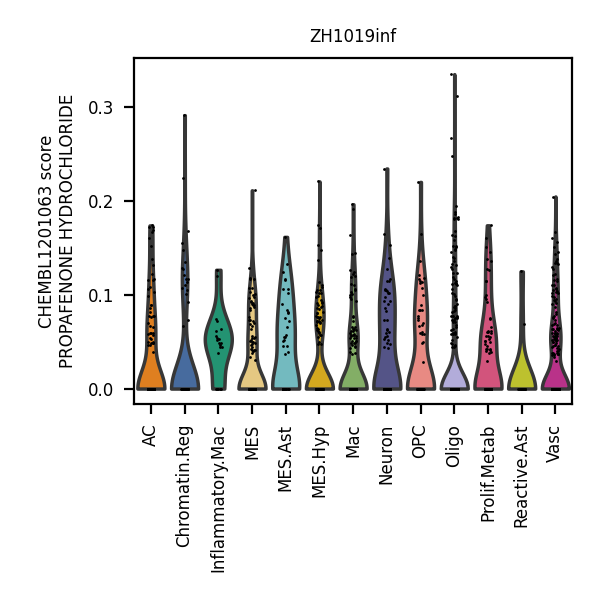 ZH1019inf
CHEMBL1201063 score
PROPAFENONE HYDROCHLORIDE
0.3
0.2
0.1
0.0
AC
Chromatin.Reg
Inflammatory.Mac
MES
MES.Ast
MES.Hyp
Mac
Neuron
OPC
Oligo
Prolif.Metab
Reactive.Ast
Vasc